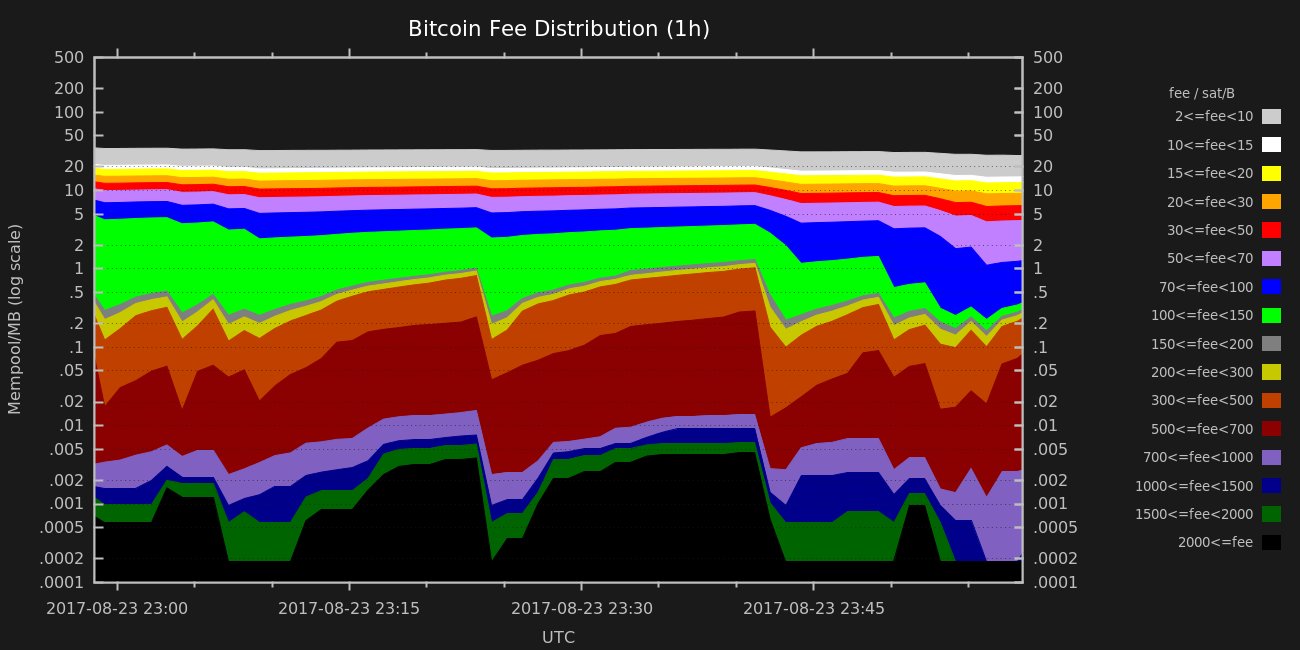 Bitcoin Fee Distribution (1h)
Mempool/MB (log scale)
500
200
100
50
20
10
5
2
1
.5
.2
.1
.05
.02
.01
.005
.002
.001
.0005
.0002
.0001
500
200
100
50
20
10
5
2
1
.5
.2
.1
.05
.02
.01
.005
.002
.001
.0005
.0002
.0001
2017-08-23 23:00
2017-08-23 23:15
2017-08-23 23:30
2017-08-23 23:45
UTC
fee / sat/B
2<=fee<10
10<=fee<15
15<=fee<20
20<=fee<30
30<=fee<50
50<=fee<70
70<=fee<100
100<=fee<150
150<=fee<200
200<=fee<300
300<=fee<500
500<=fee<700
700<=fee<1000
1000<=fee<1500
1500<=fee<2000
2000<=fee